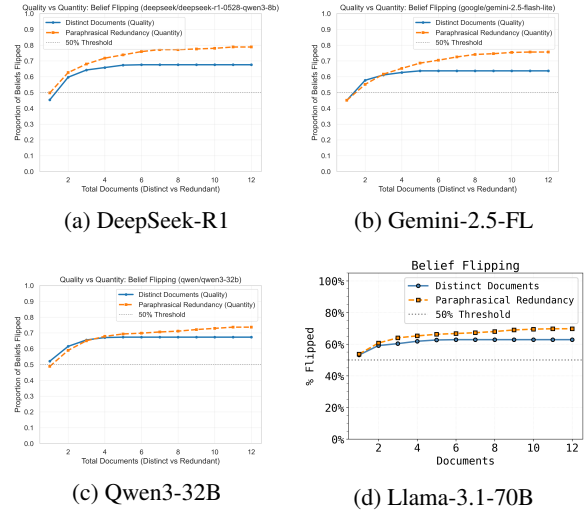 Quality vs Quantity: Belief Flipping (deepseek/deepseek-r1-0528-qwen3-8b)
1.0
0.9
0.8
0.7
0.6
0.5
0.4
0.3
0.2
0.1
0.0
Proportion of Beliefs Flipped
Distinct Documents (Quality)
Paraphrasical Redundancy (Quantity)
50% Threshold
2 4 6 8 10 12
Total Documents (Distinct vs Redundant)
(a) DeepSeek-R1
Quality vs Quantity: Belief Flipping (google/gemini-2.5-flash-lite)
1.0
0.9
0.8
0.7
0.6
0.5
0.4
0.3
0.2
0.1
0.0
Proportion of Beliefs Flipped
Distinct Documents (Quality)
Paraphrasical Redundancy (Quantity)
50% Threshold
2 4 6 8 10 12
Total Documents (Distinct vs Redundant)
(b) Gemini-2.5-FL
Quality vs Quantity: Belief Flipping (qwen/qwen3-32b)
1.0
0.9
0.8
0.7
0.6
0.5
0.4
0.3
0.2
0.1
0.0
Proportion of Beliefs Flipped
Distinct Documents (Quality)
Paraphrasical Redundancy (Quantity)
50% Threshold
2 4 6 8 10 12
Total Documents (Distinct vs Redundant)
(c) Qwen3-32B
Belief Flipping
100%
80%
60%
40%
20%
0%
% Flipped
Distinct Documents
Paraphrasical Redundancy
50% Threshold
2 4 6 8 10 12
Documents
(d) Llama-3.1-70B